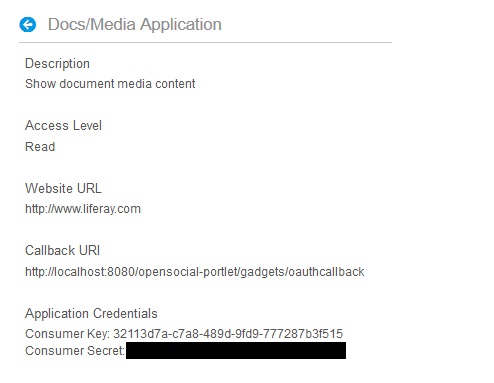 Docs/Media Application
Description
Show document media content
Access Level
Read
Website URL
http://www.liferay.com
Callback URI
http://localhost:8080/opensocial-portlet/gadgets/oauthcallback
Application Credentials
Consumer Key: 32113d7a-c7a8-489d-9fd9-777287b3f515
Consumer Secret: